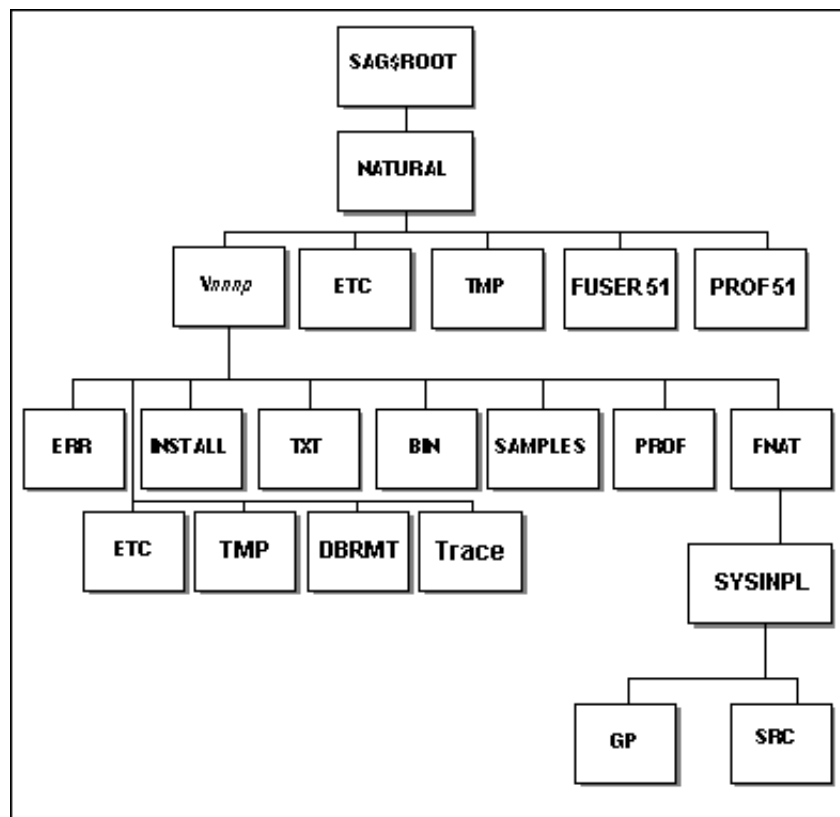 SAG$ROOT
NATURAL
Vnnnp
ETC
TMP
FUSER51
PROF51
ERR
INSTALL
TXT
BIN
SAMPLES
PROF
FNAT
ETC
TMP
DBRMT
Trace
SYSINPL
GP
SRC